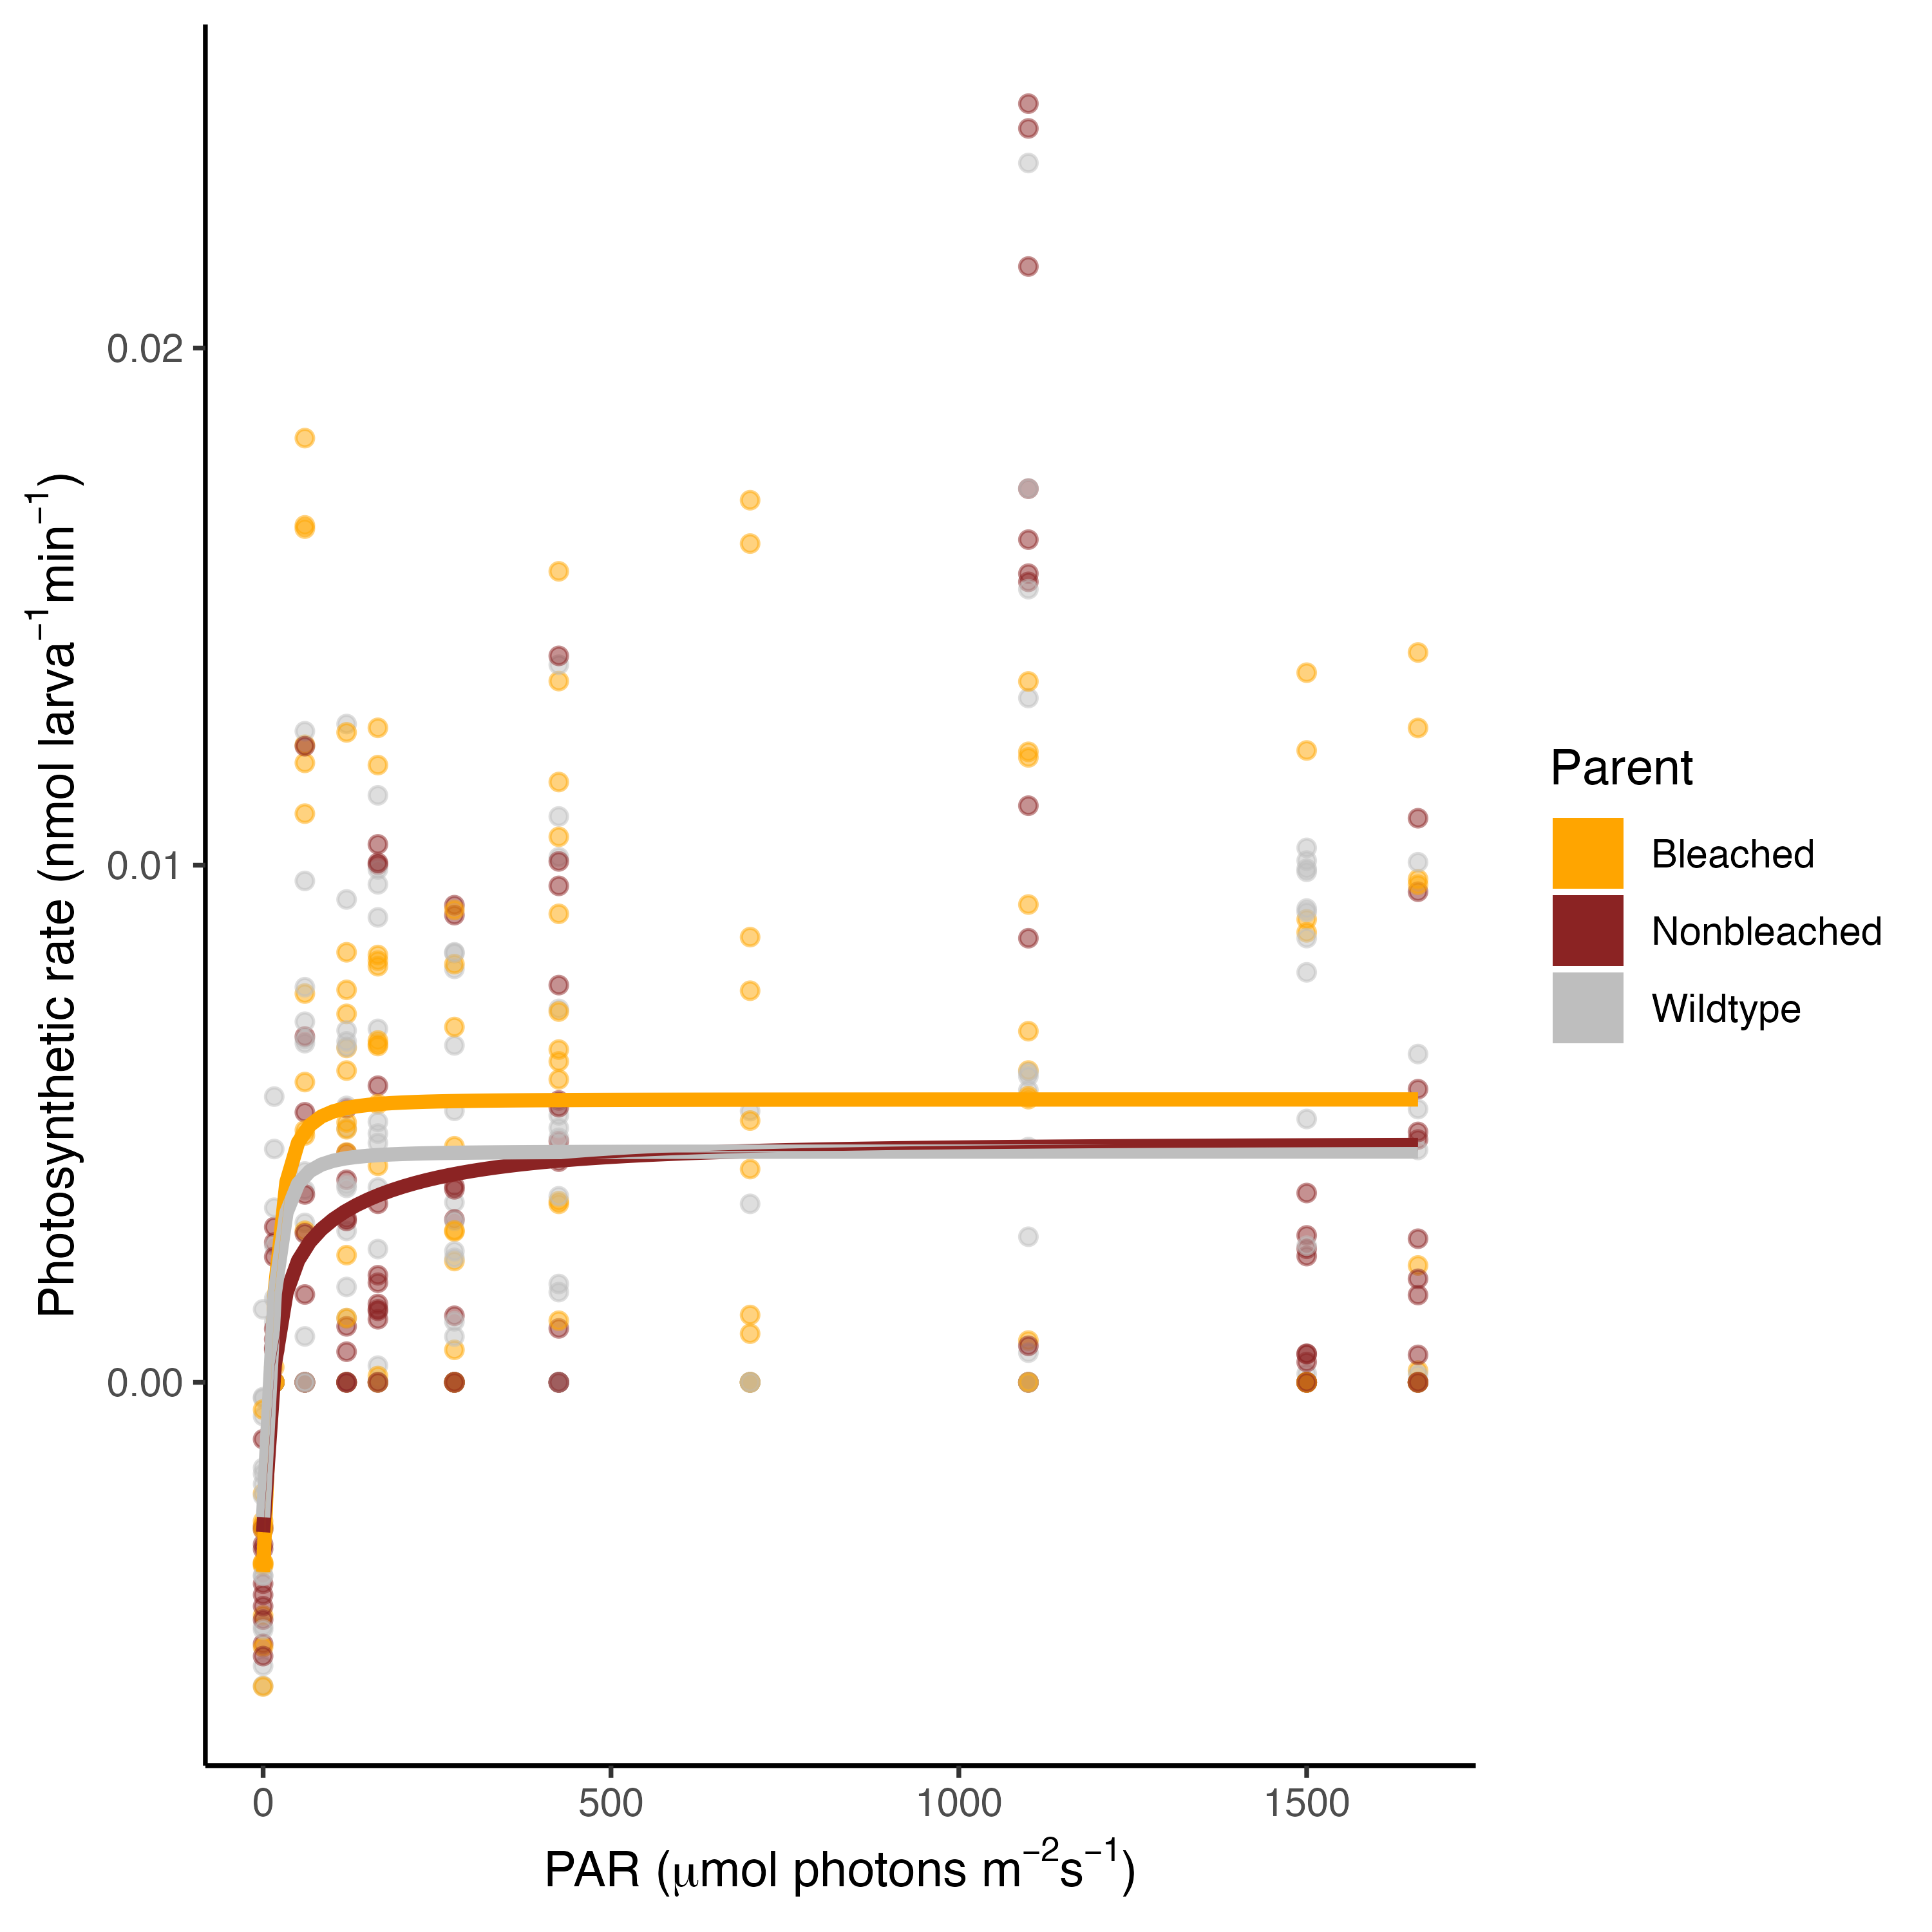 Photosynthetic rate (nmol larva⁻¹min⁻¹)
0.02
0.01
0.00
0
500
1000
1500
PAR (μmol photons m⁻²s⁻¹)
Parent
Bleached
Nonbleached
Wildtype